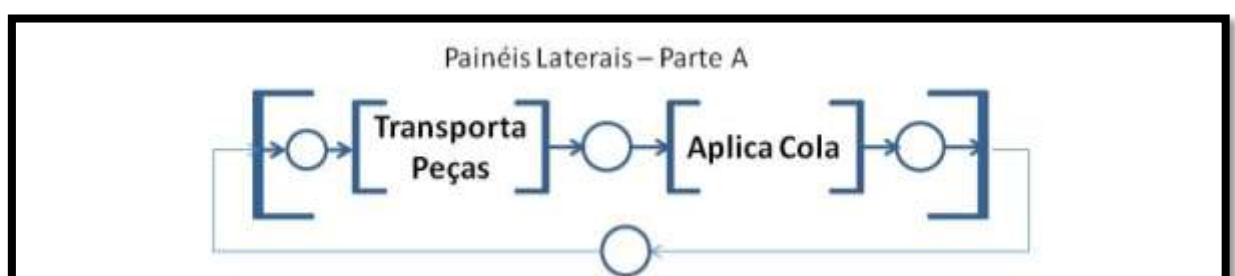 Painéis Laterais – Parte A
Transporta
Peças
Aplica Cola